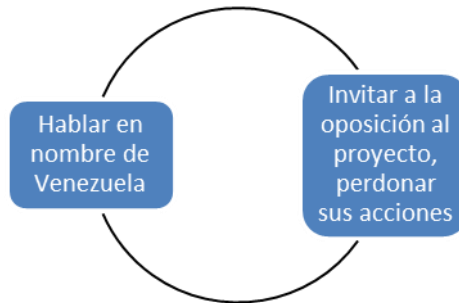 Hablar en
nombre de
Venezuela
Invitar a la
oposición al
proyecto,
perdonar
sus acciones